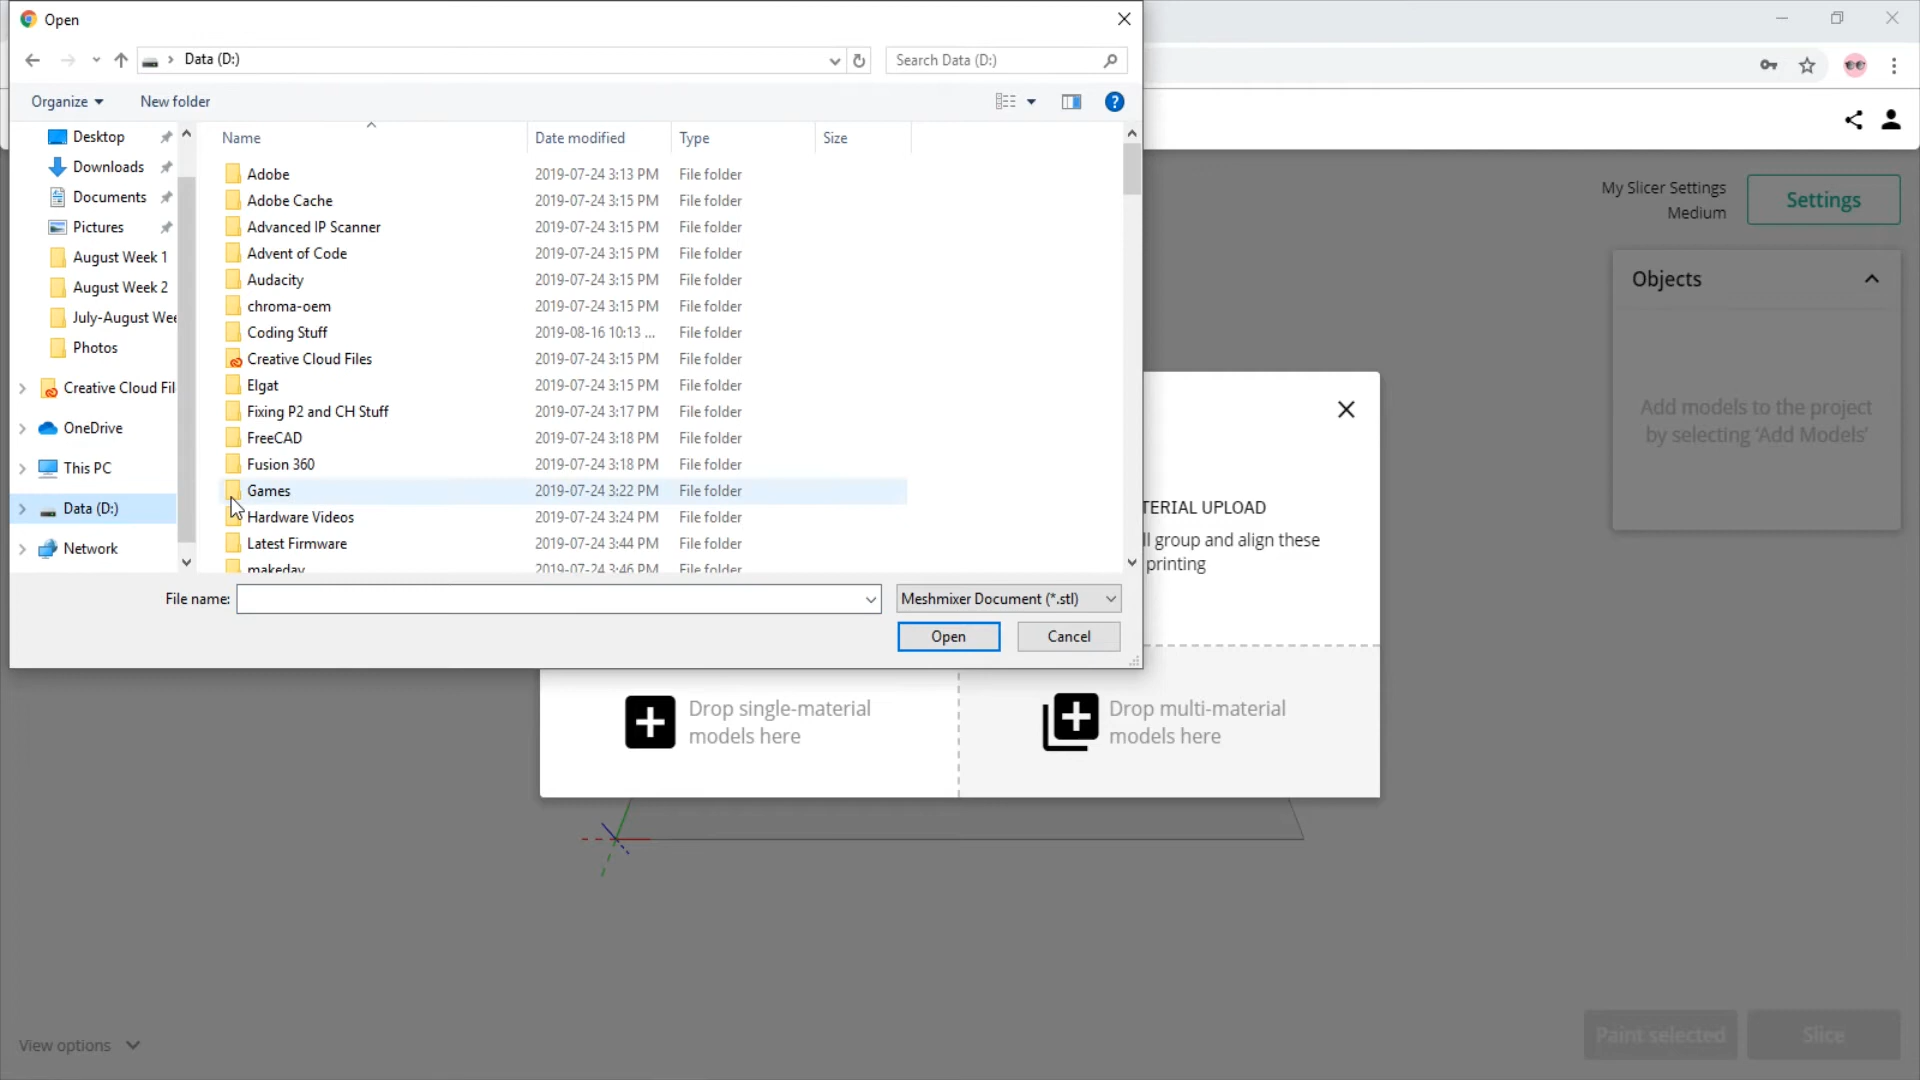 Open
Data (D:)
Search Data (D:)
Organize
New folder
Name
Date modified
Type
Size
Desktop
Downloads
Documents
Pictures
August Week 1
August Week 2
July-August Wee
Photos
Creative Cloud Fil
OneDrive
This PC
Data (D:)
Network
Adobe 2019-07-24 3:13 PM File folder
Adobe Cache 2019-07-24 3:15 PM File folder
Advanced IP Scanner 2019-07-24 3:15 PM File folder
Advent of Code 2019-07-24 3:15 PM File folder
Audacity 2019-07-24 3:15 PM File folder
chroma-oem 2019-07-24 3:15 PM File folder
Coding Stuff 2019-08-16 10:13 ... File folder
Creative Cloud Files 2019-07-24 3:15 PM File folder
Elgat 2019-07-24 3:15 PM File folder
Fixing P2 and CH Stuff 2019-07-24 3:17 PM File folder
FreeCAD 2019-07-24 3:18 PM File folder
Fusion 360 2019-07-24 3:18 PM File folder
Games 2019-07-24 3:22 PM File folder
Hardware Videos 2019-07-24 3:24 PM File folder
Latest Firmware 2019-07-24 3:44 PM File folder
makeday 2019-07-24 3:46 PM File folder
File name:
Meshmixer Document (*.stl)
Open
Cancel
My Slicer Settings
Medium
Settings
Objects
Add models to the project
by selecting ‘Add Models’
TERIAL UPLOAD
ll group and align these
printing
Drop single-material
models here
Drop multi-material
models here
View options
Paint selected
Slice